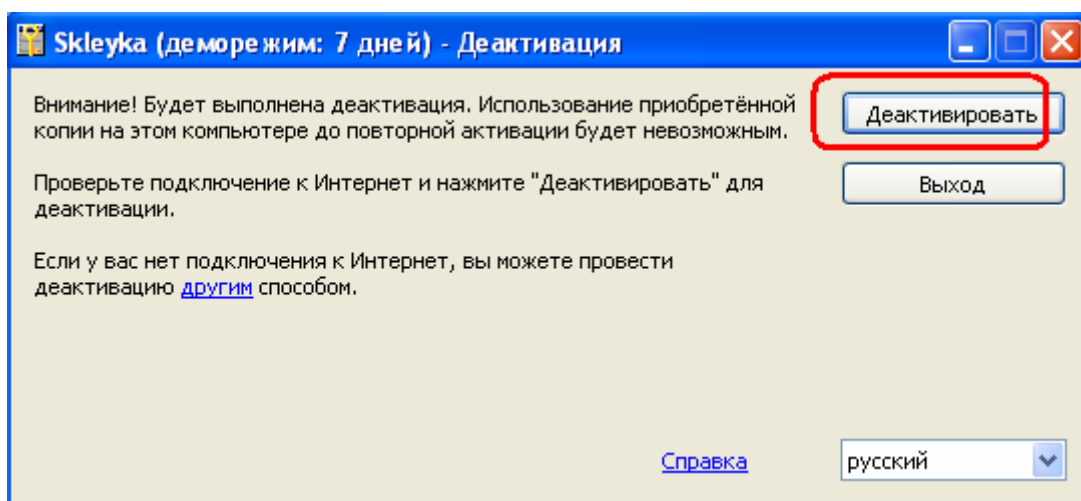 Skleyka (деморежим: 7 дней) - Деактивация
Внимание! Будет выполнена деактивация. Использование приобретённой
копии на этом компьютере до повторной активации будет невозможным.
Деактивировать
Проверьте подключение к Интернет и нажмите "Деактивировать" для
деактивации.
Выход
Если у вас нет подключения к Интернет, вы можете провести
деактивацию другим способом.
Справка
русский